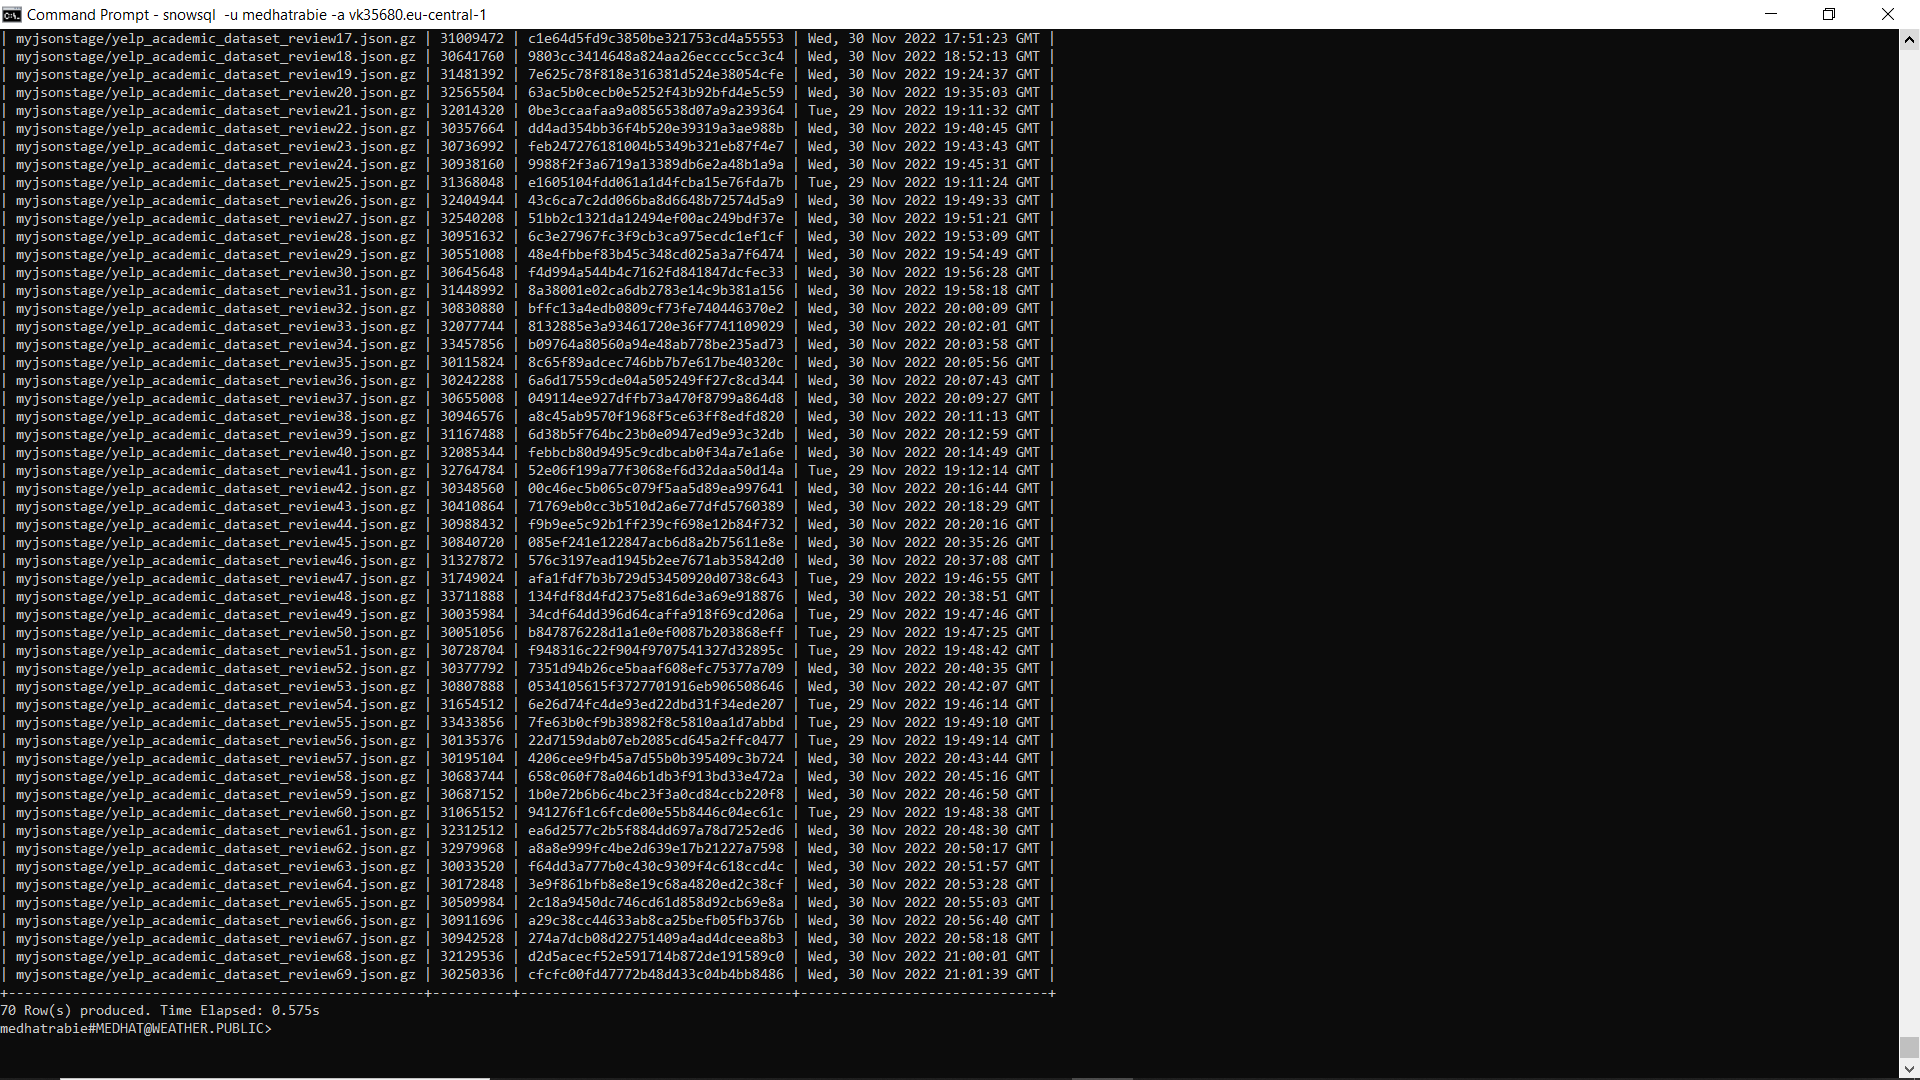 Command Prompt - snowsql  -u medhatrabie -a vk35680.eu-central-1
| myjsonstage/yelp_academic_dataset_review17.json.gz | 31009472 | c1e64d5fd9c3850be321753cd4a55553 | Wed, 30 Nov 2022 17:51:23 GMT |
| myjsonstage/yelp_academic_dataset_review18.json.gz | 30641760 | 9803cc3414648a824aa26ecccc5cc3c4 | Wed, 30 Nov 2022 18:52:13 GMT |
| myjsonstage/yelp_academic_dataset_review19.json.gz | 31481392 | 7e625c78f818e316381d524e38054cfe | Wed, 30 Nov 2022 19:24:37 GMT |
| myjsonstage/yelp_academic_dataset_review20.json.gz | 32565504 | 63ac5b0cecb0e5252f43b92bfd4e5c59 | Wed, 30 Nov 2022 19:35:03 GMT |
| myjsonstage/yelp_academic_dataset_review21.json.gz | 32014320 | 0be3ccaafaa9a0856538d07a9a239364 | Tue, 29 Nov 2022 19:11:32 GMT |
| myjsonstage/yelp_academic_dataset_review22.json.gz | 30357664 | dd4ad354bb36f4b520e39319a3ae988b | Wed, 30 Nov 2022 19:40:45 GMT |
| myjsonstage/yelp_academic_dataset_review23.json.gz | 30736992 | feb247276181004b5349b321eb87f4e7 | Wed, 30 Nov 2022 19:43:43 GMT |
| myjsonstage/yelp_academic_dataset_review24.json.gz | 30938160 | 9988f2f3a6719a13389db6e2a48b1a9a | Wed, 30 Nov 2022 19:45:31 GMT |
| myjsonstage/yelp_academic_dataset_review25.json.gz | 31368048 | e1605104fdd061a1d4fcba15e76fda7b | Tue, 29 Nov 2022 19:11:24 GMT |
| myjsonstage/yelp_academic_dataset_review26.json.gz | 32404944 | 43c6ca7c2dd066ba8d6648b72574d5a9 | Wed, 30 Nov 2022 19:49:33 GMT |
| myjsonstage/yelp_academic_dataset_review27.json.gz | 32540208 | 51bb2c1321da12494ef00ac249bdf37e | Wed, 30 Nov 2022 19:51:21 GMT |
| myjsonstage/yelp_academic_dataset_review28.json.gz | 30951632 | 6c3e27967fc3f9cb3ca975ecdc1ef1cf | Wed, 30 Nov 2022 19:53:09 GMT |
| myjsonstage/yelp_academic_dataset_review29.json.gz | 30551008 | 48e4fbbef83b45c348cd025a3a7f6474 | Wed, 30 Nov 2022 19:54:49 GMT |
| myjsonstage/yelp_academic_dataset_review30.json.gz | 30645648 | f4d994a544b4c7162fd841847dcfec33 | Wed, 30 Nov 2022 19:56:28 GMT |
| myjsonstage/yelp_academic_dataset_review31.json.gz | 31448992 | 8a38001e02ca6db2783e14c9b381a156 | Wed, 30 Nov 2022 19:58:18 GMT |
| myjsonstage/yelp_academic_dataset_review32.json.gz | 30830880 | bffc13a4edb0809cf73fe740446370e2 | Wed, 30 Nov 2022 20:00:09 GMT |
| myjsonstage/yelp_academic_dataset_review33.json.gz | 32077744 | 8132885e3a93461720e36f7741109029 | Wed, 30 Nov 2022 20:02:01 GMT |
| myjsonstage/yelp_academic_dataset_review34.json.gz | 33457856 | b09764a80560a94e48ab778be235ad73 | Wed, 30 Nov 2022 20:03:58 GMT |
| myjsonstage/yelp_academic_dataset_review35.json.gz | 30115824 | 8c65f89adcec746bb7b7e617be40320c | Wed, 30 Nov 2022 20:05:56 GMT |
| myjsonstage/yelp_academic_dataset_review36.json.gz | 30242288 | 6a6d17559cde04a505249ff27c8cd344 | Wed, 30 Nov 2022 20:07:43 GMT |
| myjsonstage/yelp_academic_dataset_review37.json.gz | 30655008 | 049114ee927dffb73a470f8799a864d8 | Wed, 30 Nov 2022 20:09:27 GMT |
| myjsonstage/yelp_academic_dataset_review38.json.gz | 30946576 | a8c45ab9570f1968f5ce63ff8edfd820 | Wed, 30 Nov 2022 20:11:13 GMT |
| myjsonstage/yelp_academic_dataset_review39.json.gz | 31167488 | 6d38b5f764bc23b0e0947ed9e93c32db | Wed, 30 Nov 2022 20:12:59 GMT |
| myjsonstage/yelp_academic_dataset_review40.json.gz | 32085344 | febbcb80d9495c9cdbcab0f34a7e1a6e | Wed, 30 Nov 2022 20:14:49 GMT |
| myjsonstage/yelp_academic_dataset_review41.json.gz | 32764784 | 52e06f199a77f3068ef6d32daa50d14a | Tue, 29 Nov 2022 19:12:14 GMT |
| myjsonstage/yelp_academic_dataset_review42.json.gz | 30348560 | 00c46ec5b065c079f5aa5d89ea997641 | Wed, 30 Nov 2022 20:16:44 GMT |
| myjsonstage/yelp_academic_dataset_review43.json.gz | 30410864 | 71769eb0cc3b510d2a6e77dfd5760389 | Wed, 30 Nov 2022 20:18:29 GMT |
| myjsonstage/yelp_academic_dataset_review44.json.gz | 30988432 | f9b9ee5c92b1ff239cf698e12b84f732 | Wed, 30 Nov 2022 20:20:16 GMT |
| myjsonstage/yelp_academic_dataset_review45.json.gz | 30840720 | 085ef241e122847acb6d8a2b75611e8e | Wed, 30 Nov 2022 20:35:26 GMT |
| myjsonstage/yelp_academic_dataset_review46.json.gz | 31327872 | 576c3197ead1945b2ee7671ab35842d0 | Wed, 30 Nov 2022 20:37:08 GMT |
| myjsonstage/yelp_academic_dataset_review47.json.gz | 31749024 | afa1fdf7b3b729d53450920d0738c643 | Tue, 29 Nov 2022 19:46:55 GMT |
| myjsonstage/yelp_academic_dataset_review48.json.gz | 33711888 | 134fdf8d4fd2375e816de3a69e918876 | Wed, 30 Nov 2022 20:38:51 GMT |
| myjsonstage/yelp_academic_dataset_review49.json.gz | 30035984 | 34cdf64dd396d64caffa918f69cd206a | Tue, 29 Nov 2022 19:47:46 GMT |
| myjsonstage/yelp_academic_dataset_review50.json.gz | 30051056 | b847876228d1a1e0ef0087b203868eff | Tue, 29 Nov 2022 19:47:25 GMT |
| myjsonstage/yelp_academic_dataset_review51.json.gz | 30728704 | f948316c22f904f9707541327d32895c | Tue, 29 Nov 2022 19:48:42 GMT |
| myjsonstage/yelp_academic_dataset_review52.json.gz | 30377792 | 7351d94b26ce5baaf608efc75377a709 | Wed, 30 Nov 2022 20:40:35 GMT |
| myjsonstage/yelp_academic_dataset_review53.json.gz | 30807888 | 0534105615f3727701916eb906508646 | Wed, 30 Nov 2022 20:42:07 GMT |
| myjsonstage/yelp_academic_dataset_review54.json.gz | 31654512 | 6e26d74fc4de93ed22dbd31f34ede207 | Tue, 29 Nov 2022 19:46:14 GMT |
| myjsonstage/yelp_academic_dataset_review55.json.gz | 33433856 | 7fe63b0cf9b38982f8c5810aa1d7abbd | Tue, 29 Nov 2022 19:49:10 GMT |
| myjsonstage/yelp_academic_dataset_review56.json.gz | 30135376 | 22d7159dab07eb2085cd645a2ffc0477 | Tue, 29 Nov 2022 19:49:14 GMT |
| myjsonstage/yelp_academic_dataset_review57.json.gz | 30195104 | 4206cee9fb45a7d55b0b395409c3b724 | Wed, 30 Nov 2022 20:43:44 GMT |
| myjsonstage/yelp_academic_dataset_review58.json.gz | 30683744 | 658c060f78a046b1db3f913bd33e472a | Wed, 30 Nov 2022 20:45:16 GMT |
| myjsonstage/yelp_academic_dataset_review59.json.gz | 30687152 | 1b0e72b6b6c4bc23f3a0cd84ccb220f8 | Wed, 30 Nov 2022 20:46:50 GMT |
| myjsonstage/yelp_academic_dataset_review60.json.gz | 31065152 | 941276f1c6fcde00e55b8446c04ec61c | Tue, 29 Nov 2022 19:48:38 GMT |
| myjsonstage/yelp_academic_dataset_review61.json.gz | 32312512 | ea6d2577c2b5f884dd697a78d7252ed6 | Wed, 30 Nov 2022 20:48:30 GMT |
| myjsonstage/yelp_academic_dataset_review62.json.gz | 32979968 | a8a8e999fc4be2d639e17b21227a7598 | Wed, 30 Nov 2022 20:50:17 GMT |
| myjsonstage/yelp_academic_dataset_review63.json.gz | 30033520 | f64dd3a777b0c430c9309f4c618ccd4c | Wed, 30 Nov 2022 20:51:57 GMT |
| myjsonstage/yelp_academic_dataset_review64.json.gz | 30172848 | 3e9f861bfb8e8e19c68a4820ed2c38cf | Wed, 30 Nov 2022 20:53:28 GMT |
| myjsonstage/yelp_academic_dataset_review65.json.gz | 30509984 | 2c18a9450dc746cd61d858d92cb69e8a | Wed, 30 Nov 2022 20:55:03 GMT |
| myjsonstage/yelp_academic_dataset_review66.json.gz | 30911696 | a29c38cc44633ab8ca25befb05fb376b | Wed, 30 Nov 2022 20:56:40 GMT |
| myjsonstage/yelp_academic_dataset_review67.json.gz | 30942528 | 274a7dcb08d22751409a4ad4dceea8b3 | Wed, 30 Nov 2022 20:58:18 GMT |
| myjsonstage/yelp_academic_dataset_review68.json.gz | 32129536 | d2d5acecf52e591714b872de191589c0 | Wed, 30 Nov 2022 21:00:01 GMT |
| myjsonstage/yelp_academic_dataset_review69.json.gz | 30250336 | cfcfc00fd47772b48d433c04b4bb8486 | Wed, 30 Nov 2022 21:01:39 GMT |
+----------------------------------------------------+----------+----------------------------------+-------------------------------+
70 Row(s) produced. Time Elapsed: 0.575s
medhatrabie#MEDHAT@WEATHER.PUBLIC>